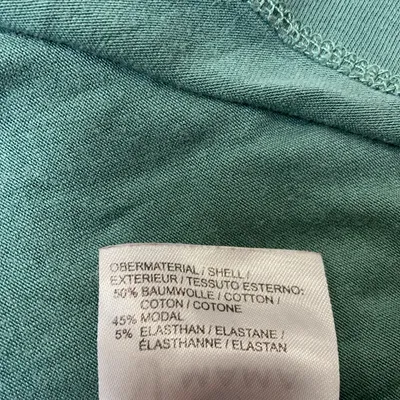 OBERMATERIAL / SHELL /
EXTERIEUR / TESSUTO ESTERNO:
50% BAUMWOLLE / COTTON /
COTON / COTONE
45% MODAL
5% ELASTHAN / ELASTANE /
ÉLASTHANNE / ELASTAN